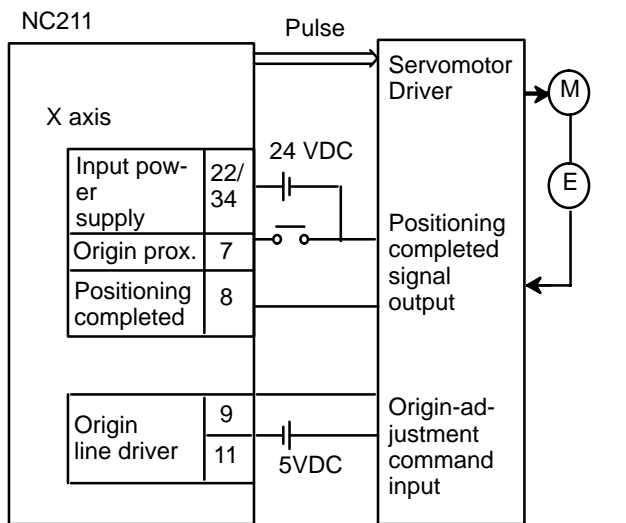 NC211
Pulse
Servomotor
Driver
M
X axis
24 VDC
Input pow-
er
supply
22/
34
E
Origin prox.
7
Positioning
completed
8
Positioning
completed
signal
output
Origin
line driver
9
11
5VDC
Origin-ad-
justment
command
input